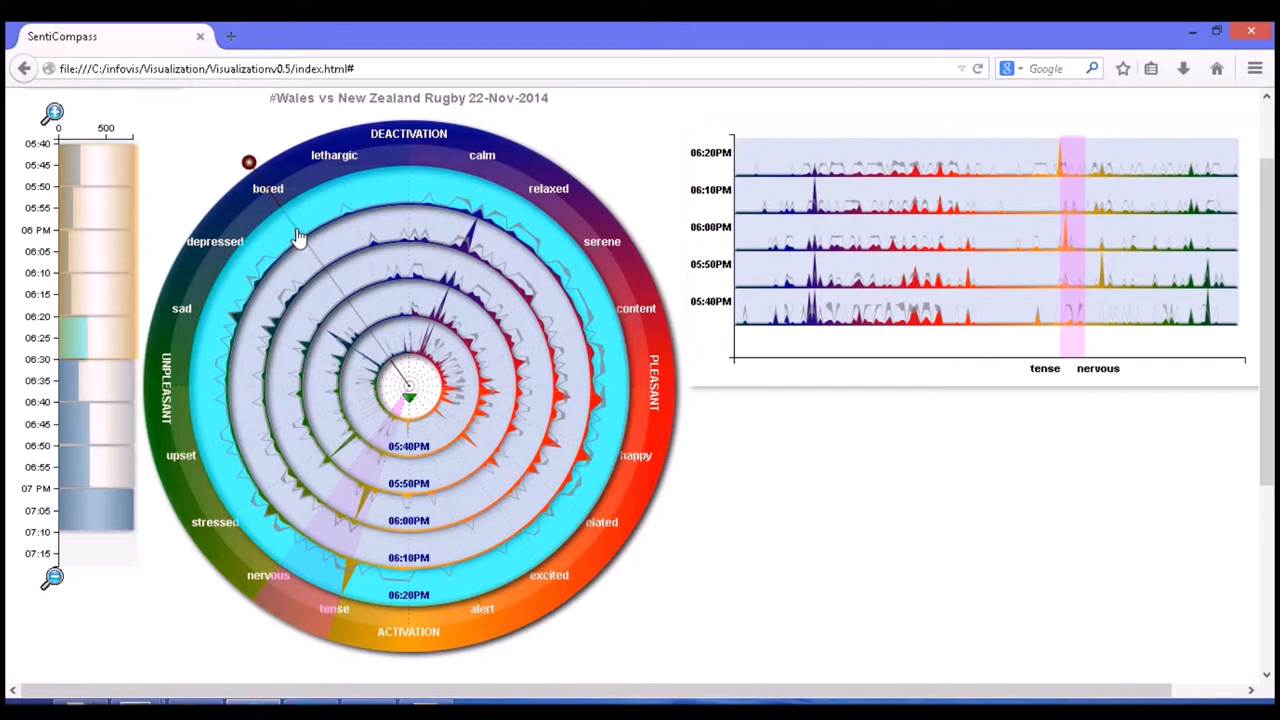 SentiCompass
file:///C:/infovis/Visualization/Visualizationv0.5/index.html#
Google
#Wales vs New Zealand Rugby 22-Nov-2014
0 500
05:40
05:45
05:50
05:55
06 PM
06:05
06:10
06:15
06:20
06:30
06:35
06:40
06:45
06:50
06:55
07 PM
07:05
07:10
07:15
DEACTIVATION
lethargic
calm
bored
relaxed
depressed
serene
sad
content
UNPLEASANT
PLEASANT
upset
happy
stressed
elated
nervous
excited
tense
alert
ACTIVATION
05:40PM
05:50PM
06:00PM
06:10PM
06:20PM
06:20PM
06:10PM
06:00PM
05:50PM
05:40PM
tense nervous